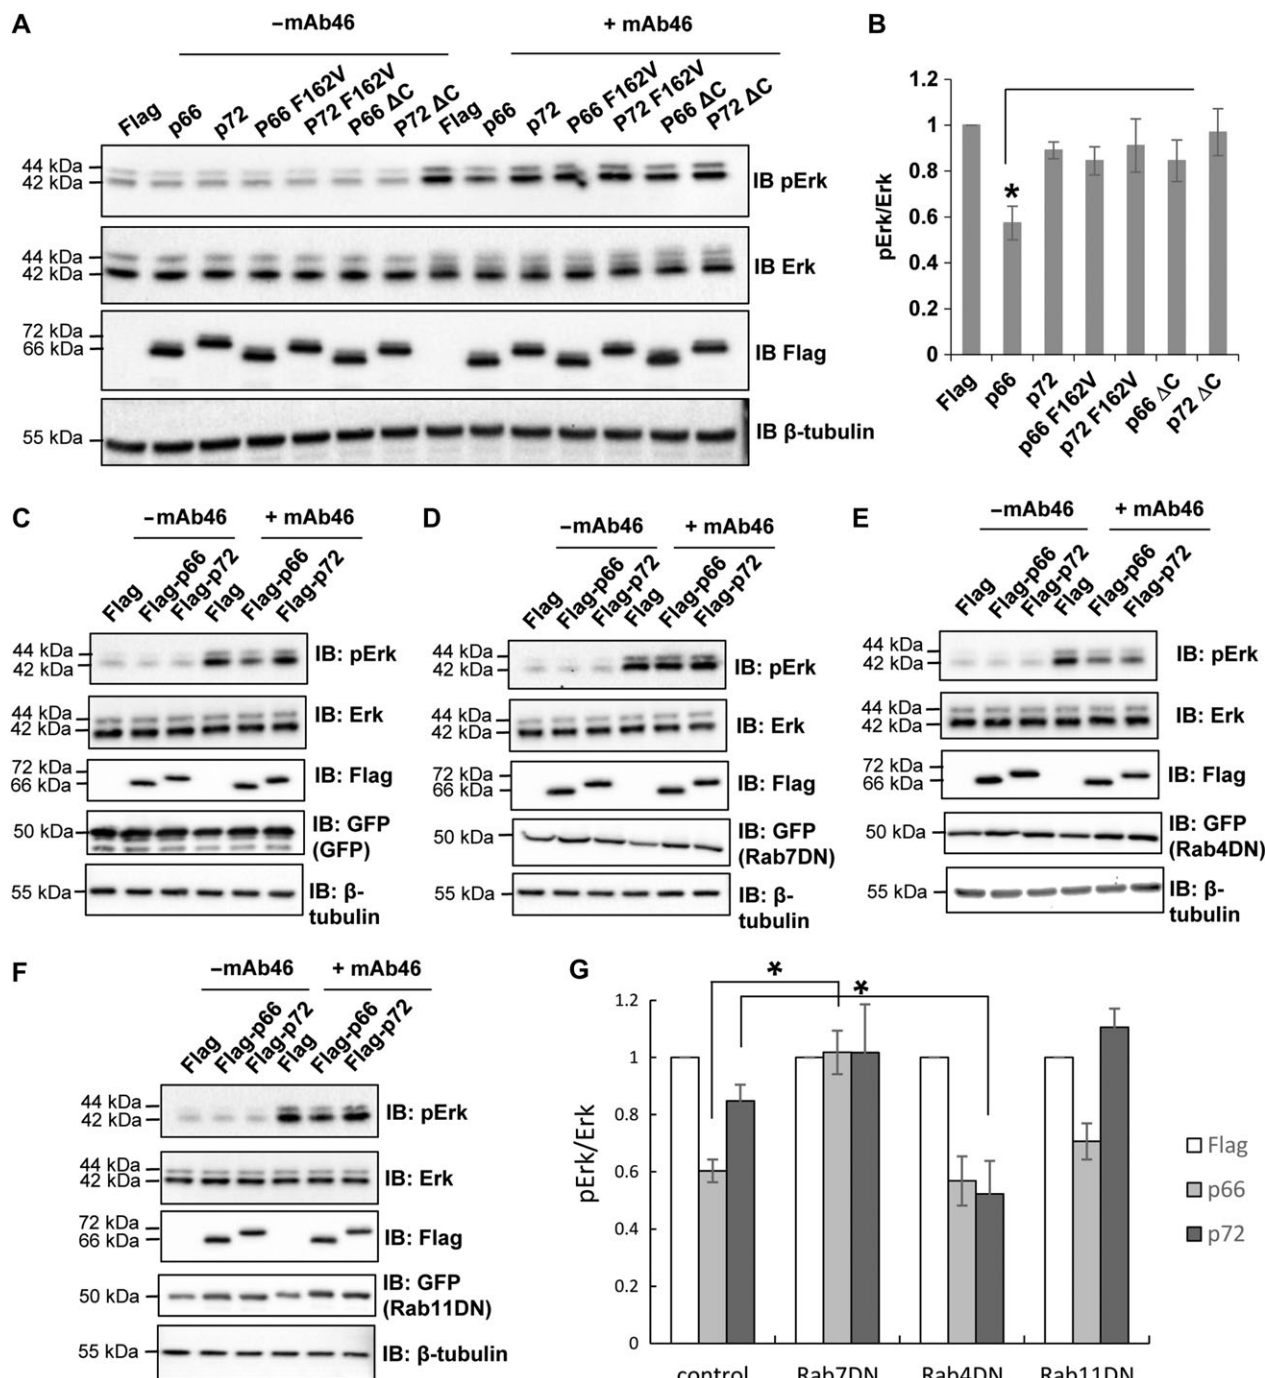 A
–mAb46
+ mAb46
Flag
p66
p72
P66 F162V
P72 F162V
P66 ΔC
P72 ΔC
Flag
p66
p72
P66 F162V
P72 F162V
P66 ΔC
P72 ΔC
44 kDa
42 kDa
IB pErk
44 kDa
42 kDa
IB Erk
72 kDa
66 kDa
IB Flag
55 kDa
IB β-tubulin
B
pErk/Erk
1.2
1
0.8
0.6
0.4
0.2
0
*
Flag
p66
p72
p66 F162V
p72 F162V
p66 ΔC
p72 ΔC
C
–mAb46
+ mAb46
Flag
Flag-p66
Flag-p72
Flag
Flag-p66
Flag-p72
44 kDa
42 kDa
IB: pErk
44 kDa
42 kDa
IB: Erk
72 kDa
66 kDa
IB: Flag
50 kDa
IB: GFP
(GFP)
55 kDa
IB: β-
tubulin
D
–mAb46
+ mAb46
Flag
Flag-p66
Flag-p72
Flag
Flag-p66
Flag-p72
44 kDa
42 kDa
IB: pErk
44 kDa
42 kDa
IB: Erk
72 kDa
66 kDa
IB: Flag
50 kDa
IB: GFP
(Rab7DN)
55 kDa
IB: β-
tubulin
E
–mAb46
+ mAb46
Flag
Flag-p66
Flag-p72
Flag
Flag-p66
Flag-p72
44 kDa
42 kDa
IB: pErk
44 kDa
42 kDa
IB: Erk
72 kDa
66 kDa
IB: Flag
50 kDa
IB: GFP
(Rab4DN)
55 kDa
IB: β-
tubulin
F
–mAb46
+ mAb46
Flag
Flag-p66
Flag-p72
Flag
Flag-p66
Flag-p72
44 kDa
42 kDa
IB: pErk
44 kDa
42 kDa
IB: Erk
72 kDa
66 kDa
IB: Flag
50 kDa
IB: GFP
(Rab11DN)
55 kDa
IB: β-tubulin
G
*
*
pErk/Erk
1.2
1
0.8
0.6
0.4
0.2
0
control
Rab7DN
Rab4DN
Rab11DN
Flag
p66
p72